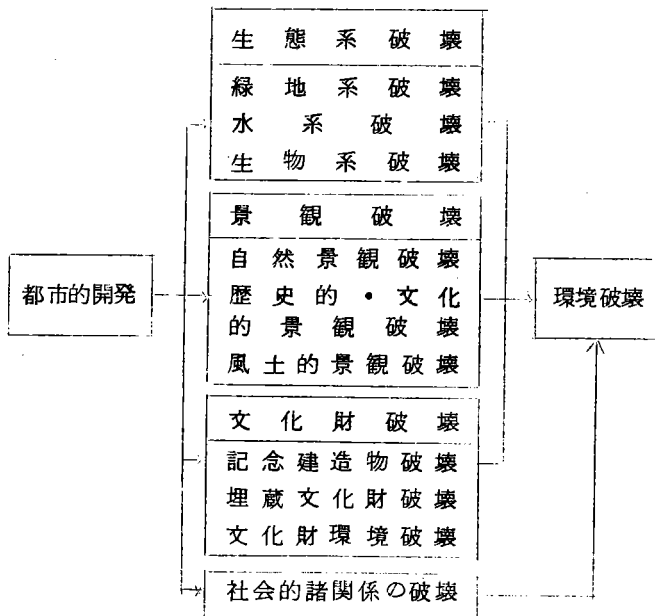 生態系破壊
緑地系破壊
水系破壊
生物系破壊
景観破壊
自然景観破壊
歴史的・文化
的景観破壊
風土的景観破壊
都市的開発
環境破壊
文化財破壊
記念建造物破壊
埋蔵文化財破壊
文化財環境破壊
社会的諸関係の破壊